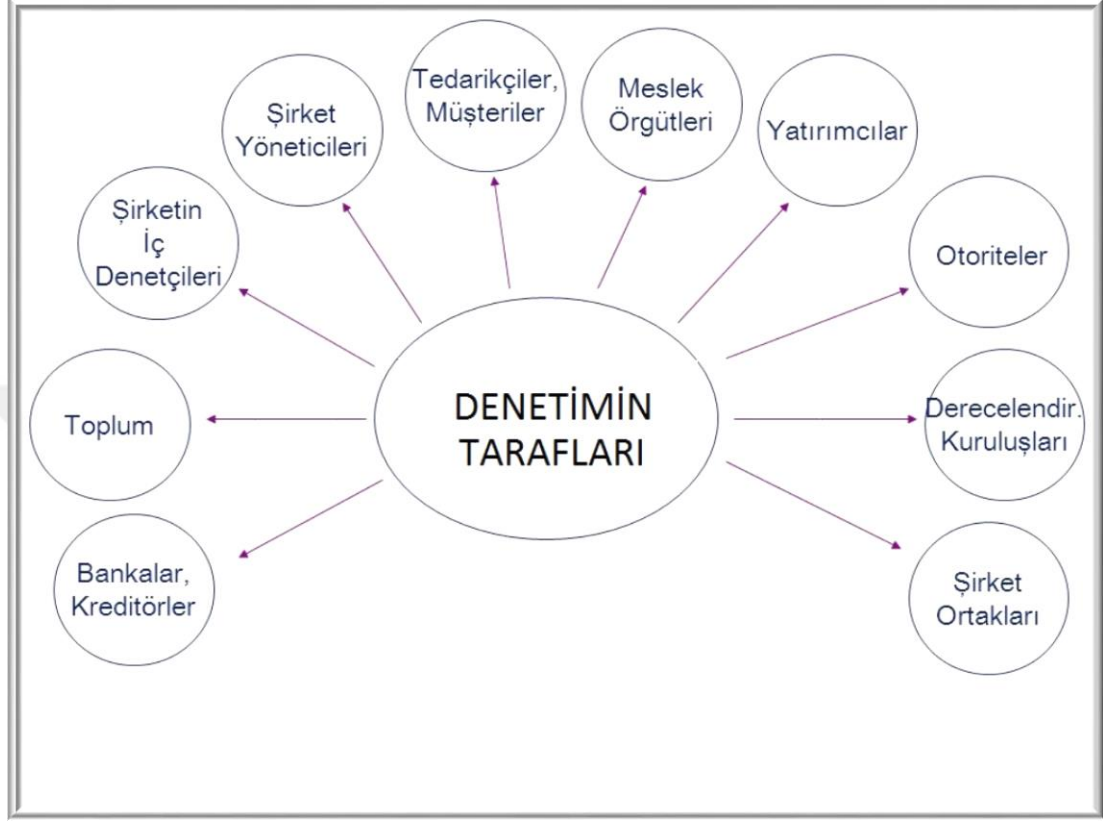 Tedarikçiler,
Müşteriler
Meslek
Örgütleri
Şirket
Yöneticileri
Yatırımcılar
Şirketin
İç
Denetçileri
Otoriteler
Toplum
DENETİMİN
TARAFLARI
Derecelendir.
Kuruluşları
Bankalar,
Kreditörler
Şirket
Ortakları